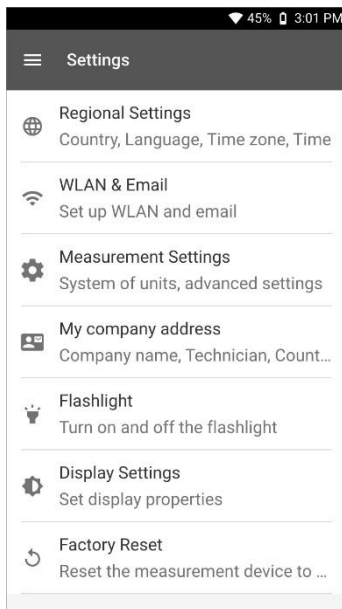 45% 3:01 PM
Settings
Regional Settings
Country, Language, Time zone, Time
WLAN & Email
Set up WLAN and email
Measurement Settings
System of units, advanced settings
My company address
Company name, Technician, Count...
Flashlight
Turn on and off the flashlight
Display Settings
Set display properties
Factory Reset
Reset the measurement device to ...